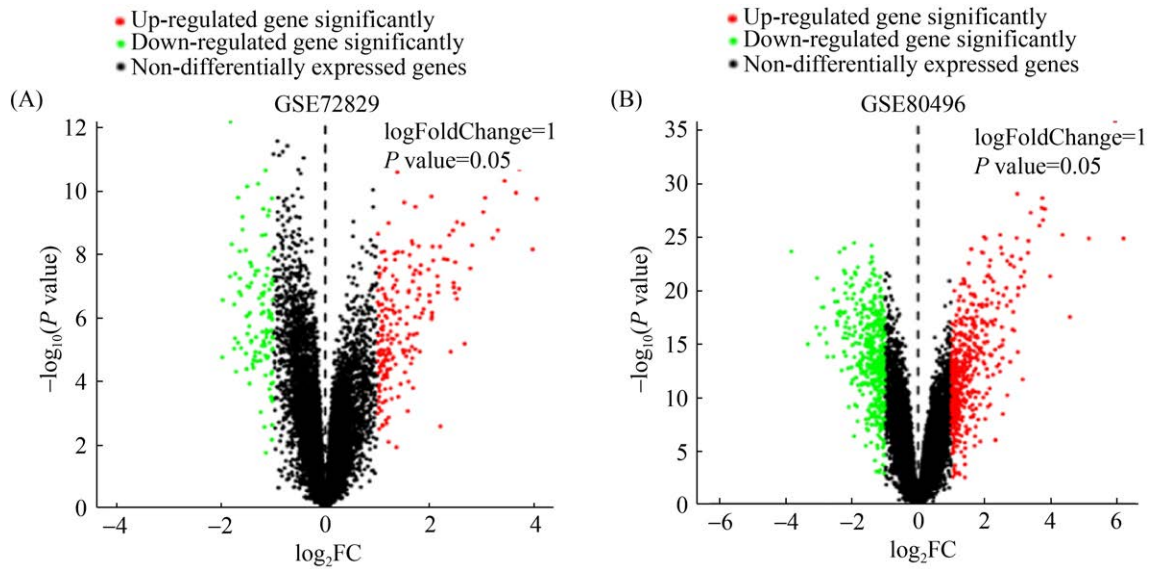 Up-regulated gene significantly
Down-regulated gene significantly
Non-differentially expressed genes
(A)
GSE72829
logFoldChange=1
P value=0.05
12
10
8
6
4
2
0
−log₁₀(P value)
−4
−2
0
2
4
log₂FC
Up-regulated gene significantly
Down-regulated gene significantly
Non-differentially expressed genes
(B)
GSE80496
logFoldChange=1
P value=0.05
35
30
25
20
15
10
5
0
−log₁₀(P value)
−6
−4
−2
0
2
4
6
log₂FC